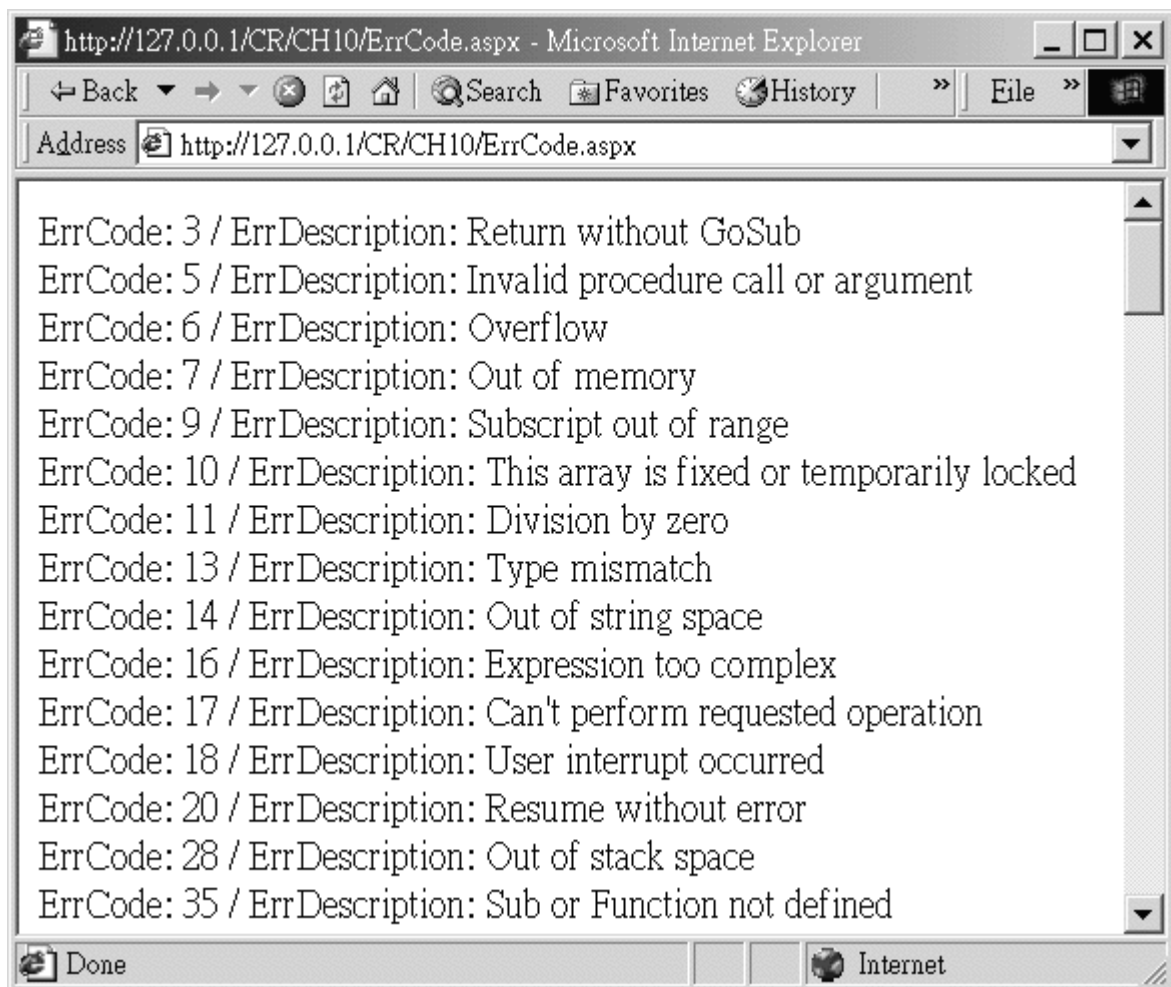 http://127.0.0.1/CR/CH10/ErrCode.aspx - Microsoft Internet Explorer
Back Search Favorites History » File »
Address http://127.0.0.1/CR/CH10/ErrCode.aspx
ErrCode: 3 / ErrDescription: Return without GoSub
ErrCode: 5 / ErrDescription: Invalid procedure call or argument
ErrCode: 6 / ErrDescription: Overflow
ErrCode: 7 / ErrDescription: Out of memory
ErrCode: 9 / ErrDescription: Subscript out of range
ErrCode: 10 / ErrDescription: This array is fixed or temporarily locked
ErrCode: 11 / ErrDescription: Division by zero
ErrCode: 13 / ErrDescription: Type mismatch
ErrCode: 14 / ErrDescription: Out of string space
ErrCode: 16 / ErrDescription: Expression too complex
ErrCode: 17 / ErrDescription: Can't perform requested operation
ErrCode: 18 / ErrDescription: User interrupt occurred
ErrCode: 20 / ErrDescription: Resume without error
ErrCode: 28 / ErrDescription: Out of stack space
ErrCode: 35 / ErrDescription: Sub or Function not defined
Done Internet